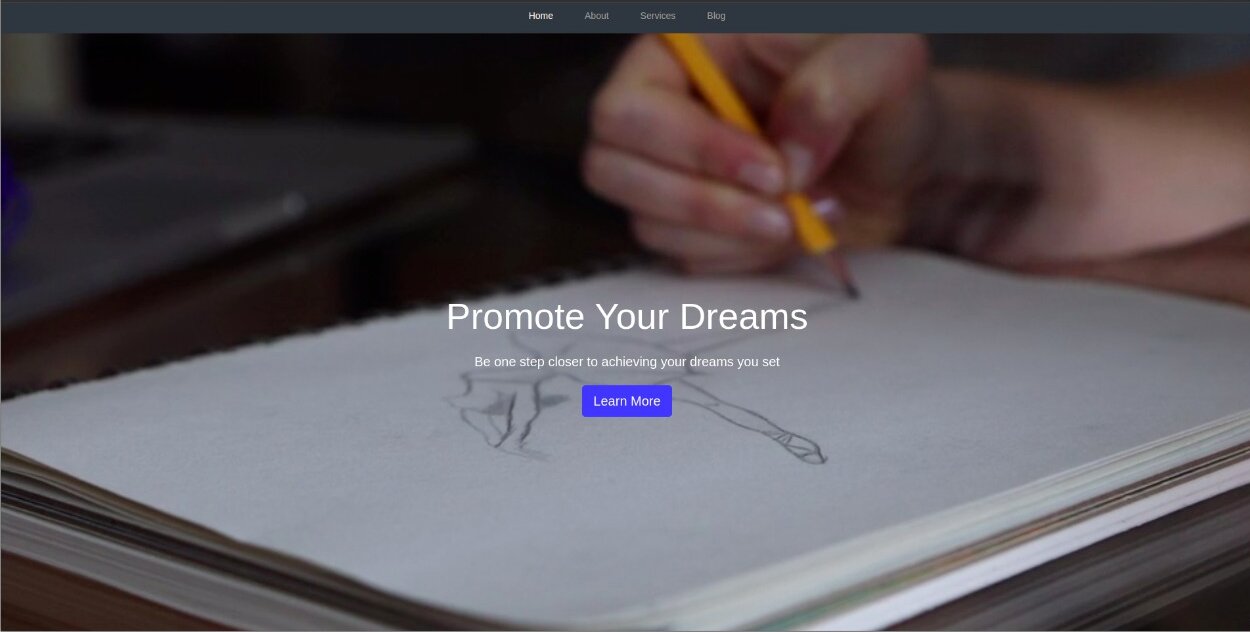 Home About Services Blog
Promote Your Dreams
Be one step closer to achieving your dreams you set
Learn More